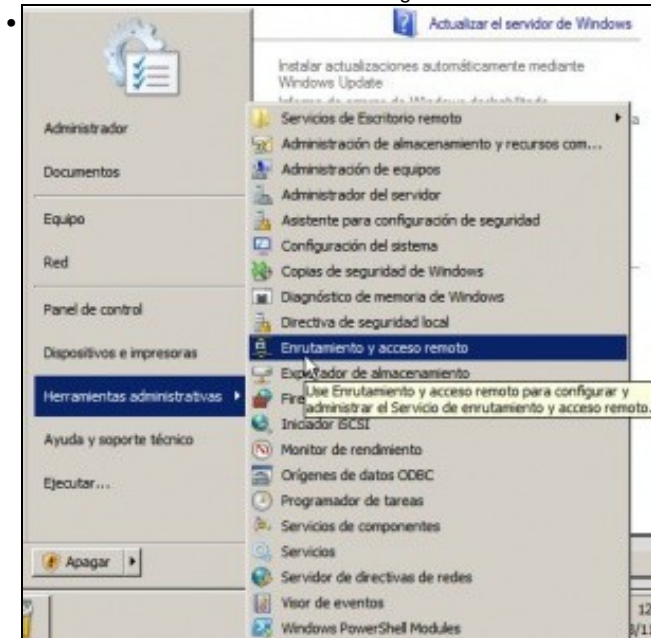 Actualizar el servidor de Windows
Instalar actualizaciones automáticamente mediante
Windows Update
Administrador
Documentos
Equipo
Red
Panel de control
Dispositivos e impresoras
Herramientas administrativas
Ayuda y soporte técnico
Ejecutar...
Apagar
Servicios de Escritorio remoto
Administración de almacenamiento y recursos com...
Administración de equipos
Administrador del servidor
Asistente para configuración de seguridad
Configuración del sistema
Copias de seguridad de Windows
Diagnóstico de memoria de Windows
Directiva de seguridad local
Enrutamiento y acceso remoto
de almacenamiento
Use Enrutamiento y acceso remoto para configurar y
administrar el Servicio de enrutamiento y acceso remoto.
Iniciador iSCSI
Monitor de rendimiento
Orígenes de datos ODBC
Programador de tareas
Servicios de componentes
Servicios
Servidor de directivas de redes
Visor de eventos
Windows PowerShell Modules
12